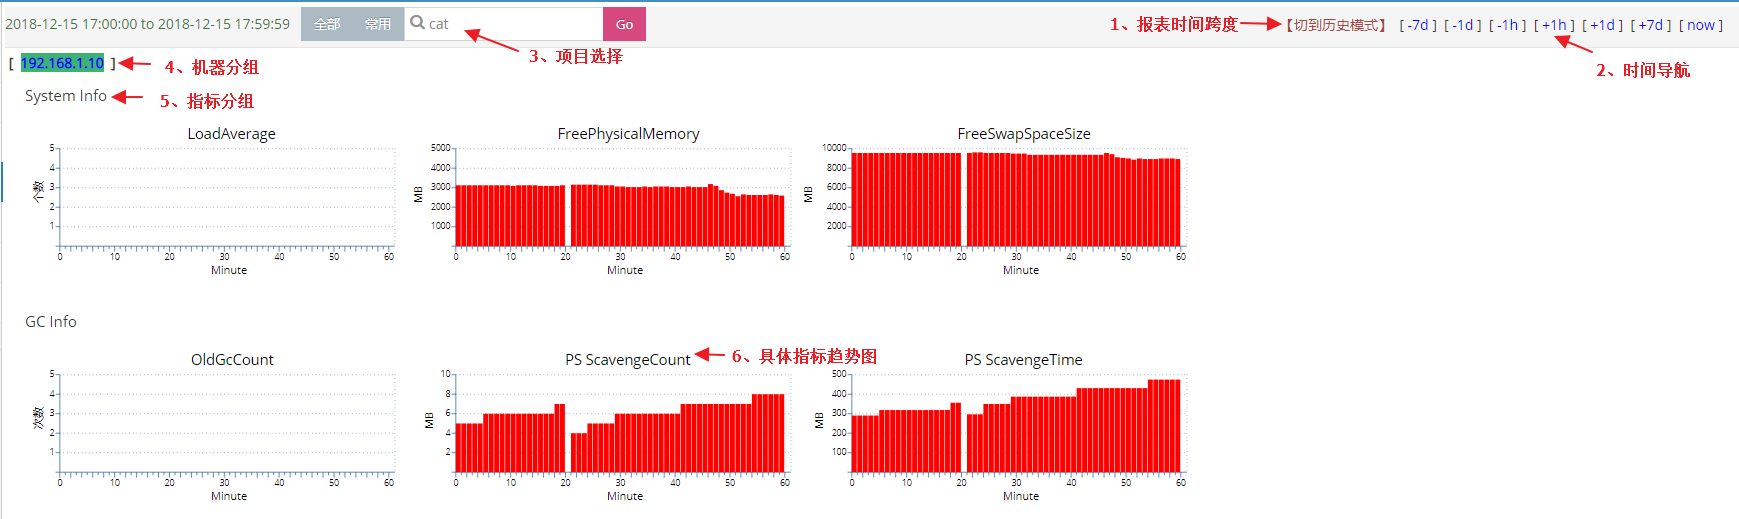 2018-12-15 17:00:00 to 2018-12-15 17:59:59 全部 常用 cat Go 1、报表时间跨度 【切到历史模式】 [ -7d ] [ -1d ] [ -1h ] [ +1h ] [ +1d ] [ +7d ] [ now ]
3、项目选择
2、时间导航
[ 192.168.1.10 ] 4、机器分组
System Info 5、指标分组
LoadAverage
5
4
3
2
1
个数
0 10 20 30 40 50 60
Minute
FreePhysicalMemory
5000
4000
3000
2000
1000
MB
0 10 20 30 40 50 60
Minute
FreeSwapSpaceSize
10000
8000
6000
4000
2000
MB
0 10 20 30 40 50 60
Minute
GC Info
OldGcCount
5
4
3
2
1
次数
0 10 20 30 40 50 60
Minute
PS ScavengeCount 6、具体指标趋势图
10
8
6
4
2
MB
0 10 20 30 40 50 60
Minute
PS ScavengeTime
500
400
300
200
100
MB
0 10 20 30 40 50 60
Minute